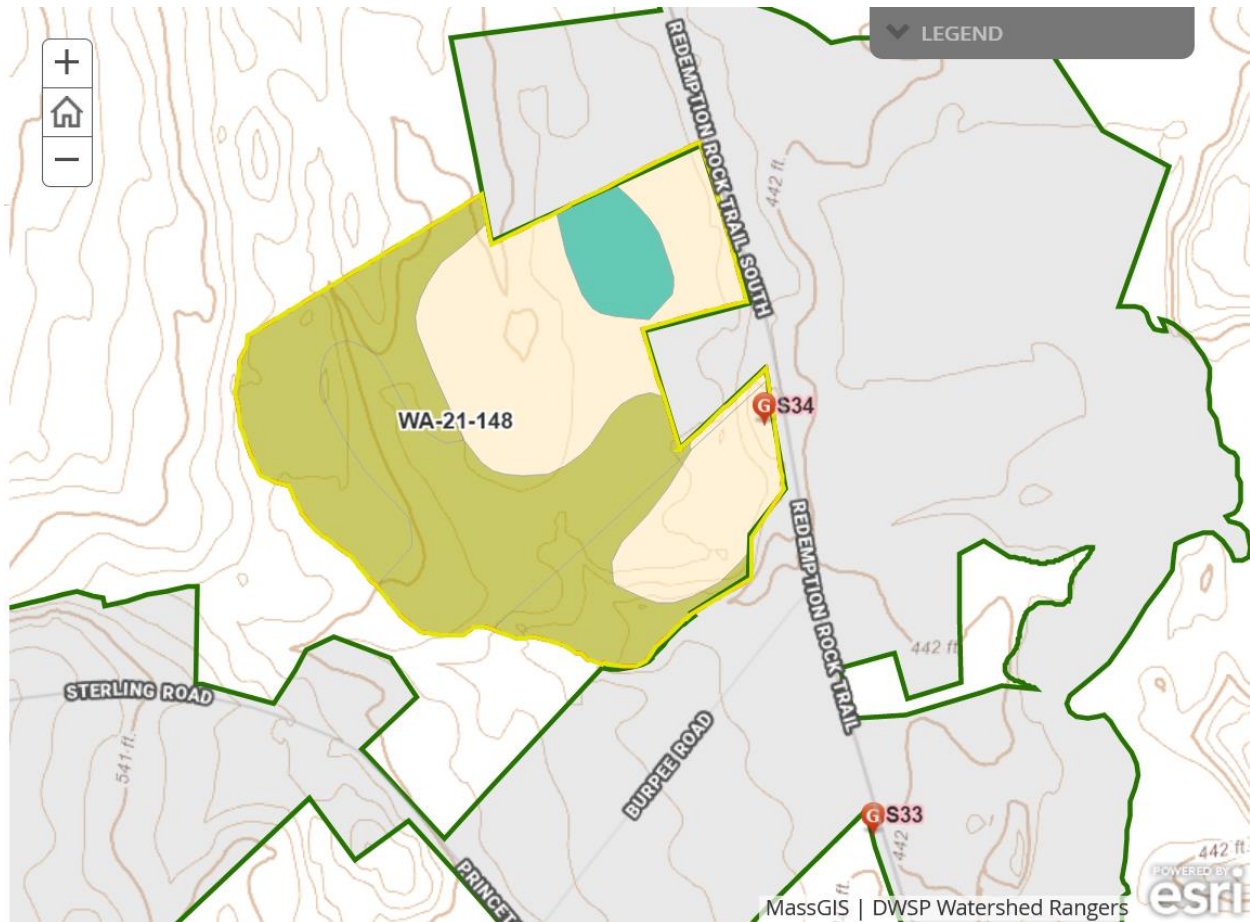 LEGEND
+
−
REDEMPTION ROCK TRAIL SOUTH
442 ft.
WA-21-148
G S34
REDEMPTION ROCK TRAIL
442 ft.
STERLING ROAD
541 ft.
BURPEE ROAD
G S33
442
442 ft.
PRINCET
ft.
POWERED BY
esri
MassGIS | DWSP Watershed Rangers